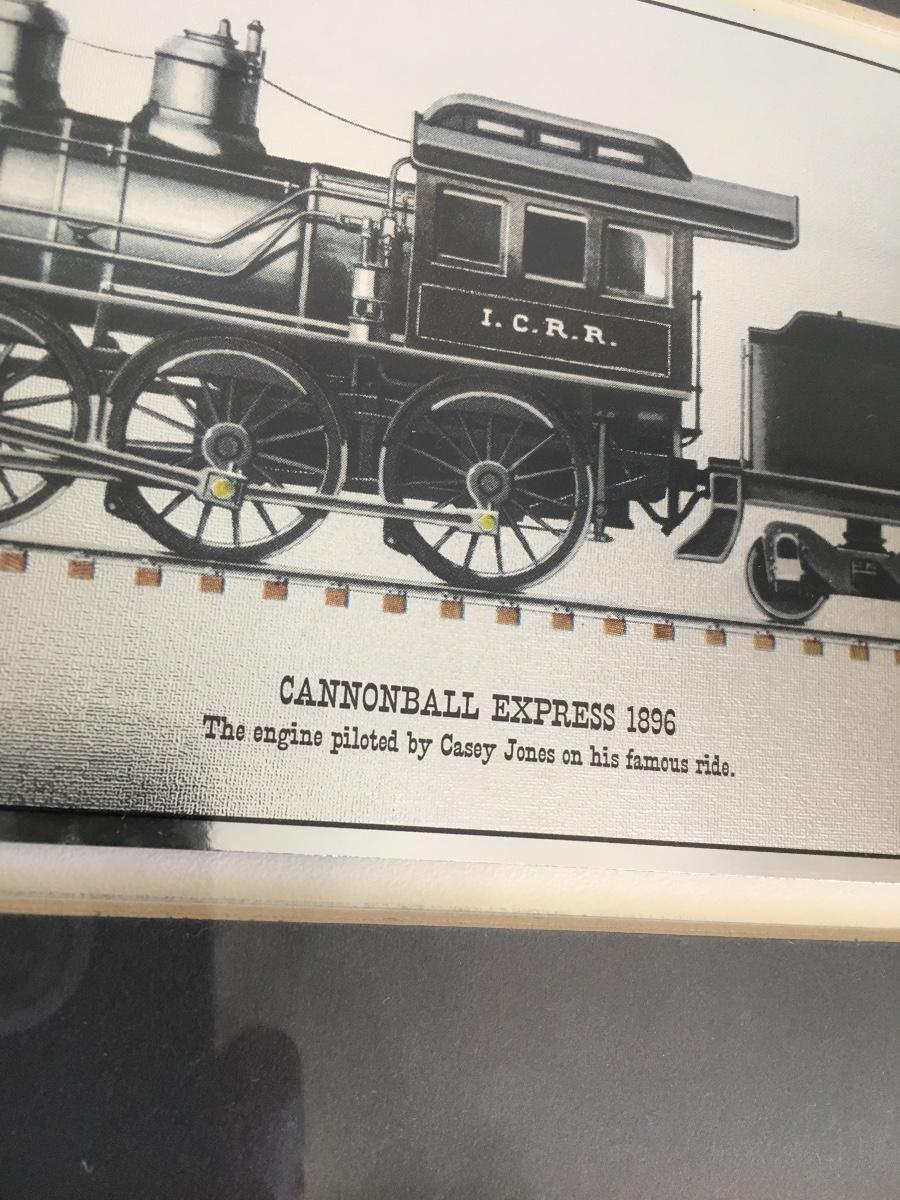 I. C. R. R.
CANNONBALL EXPRESS 1896
The engine piloted by Casey Jones on his famous ride.